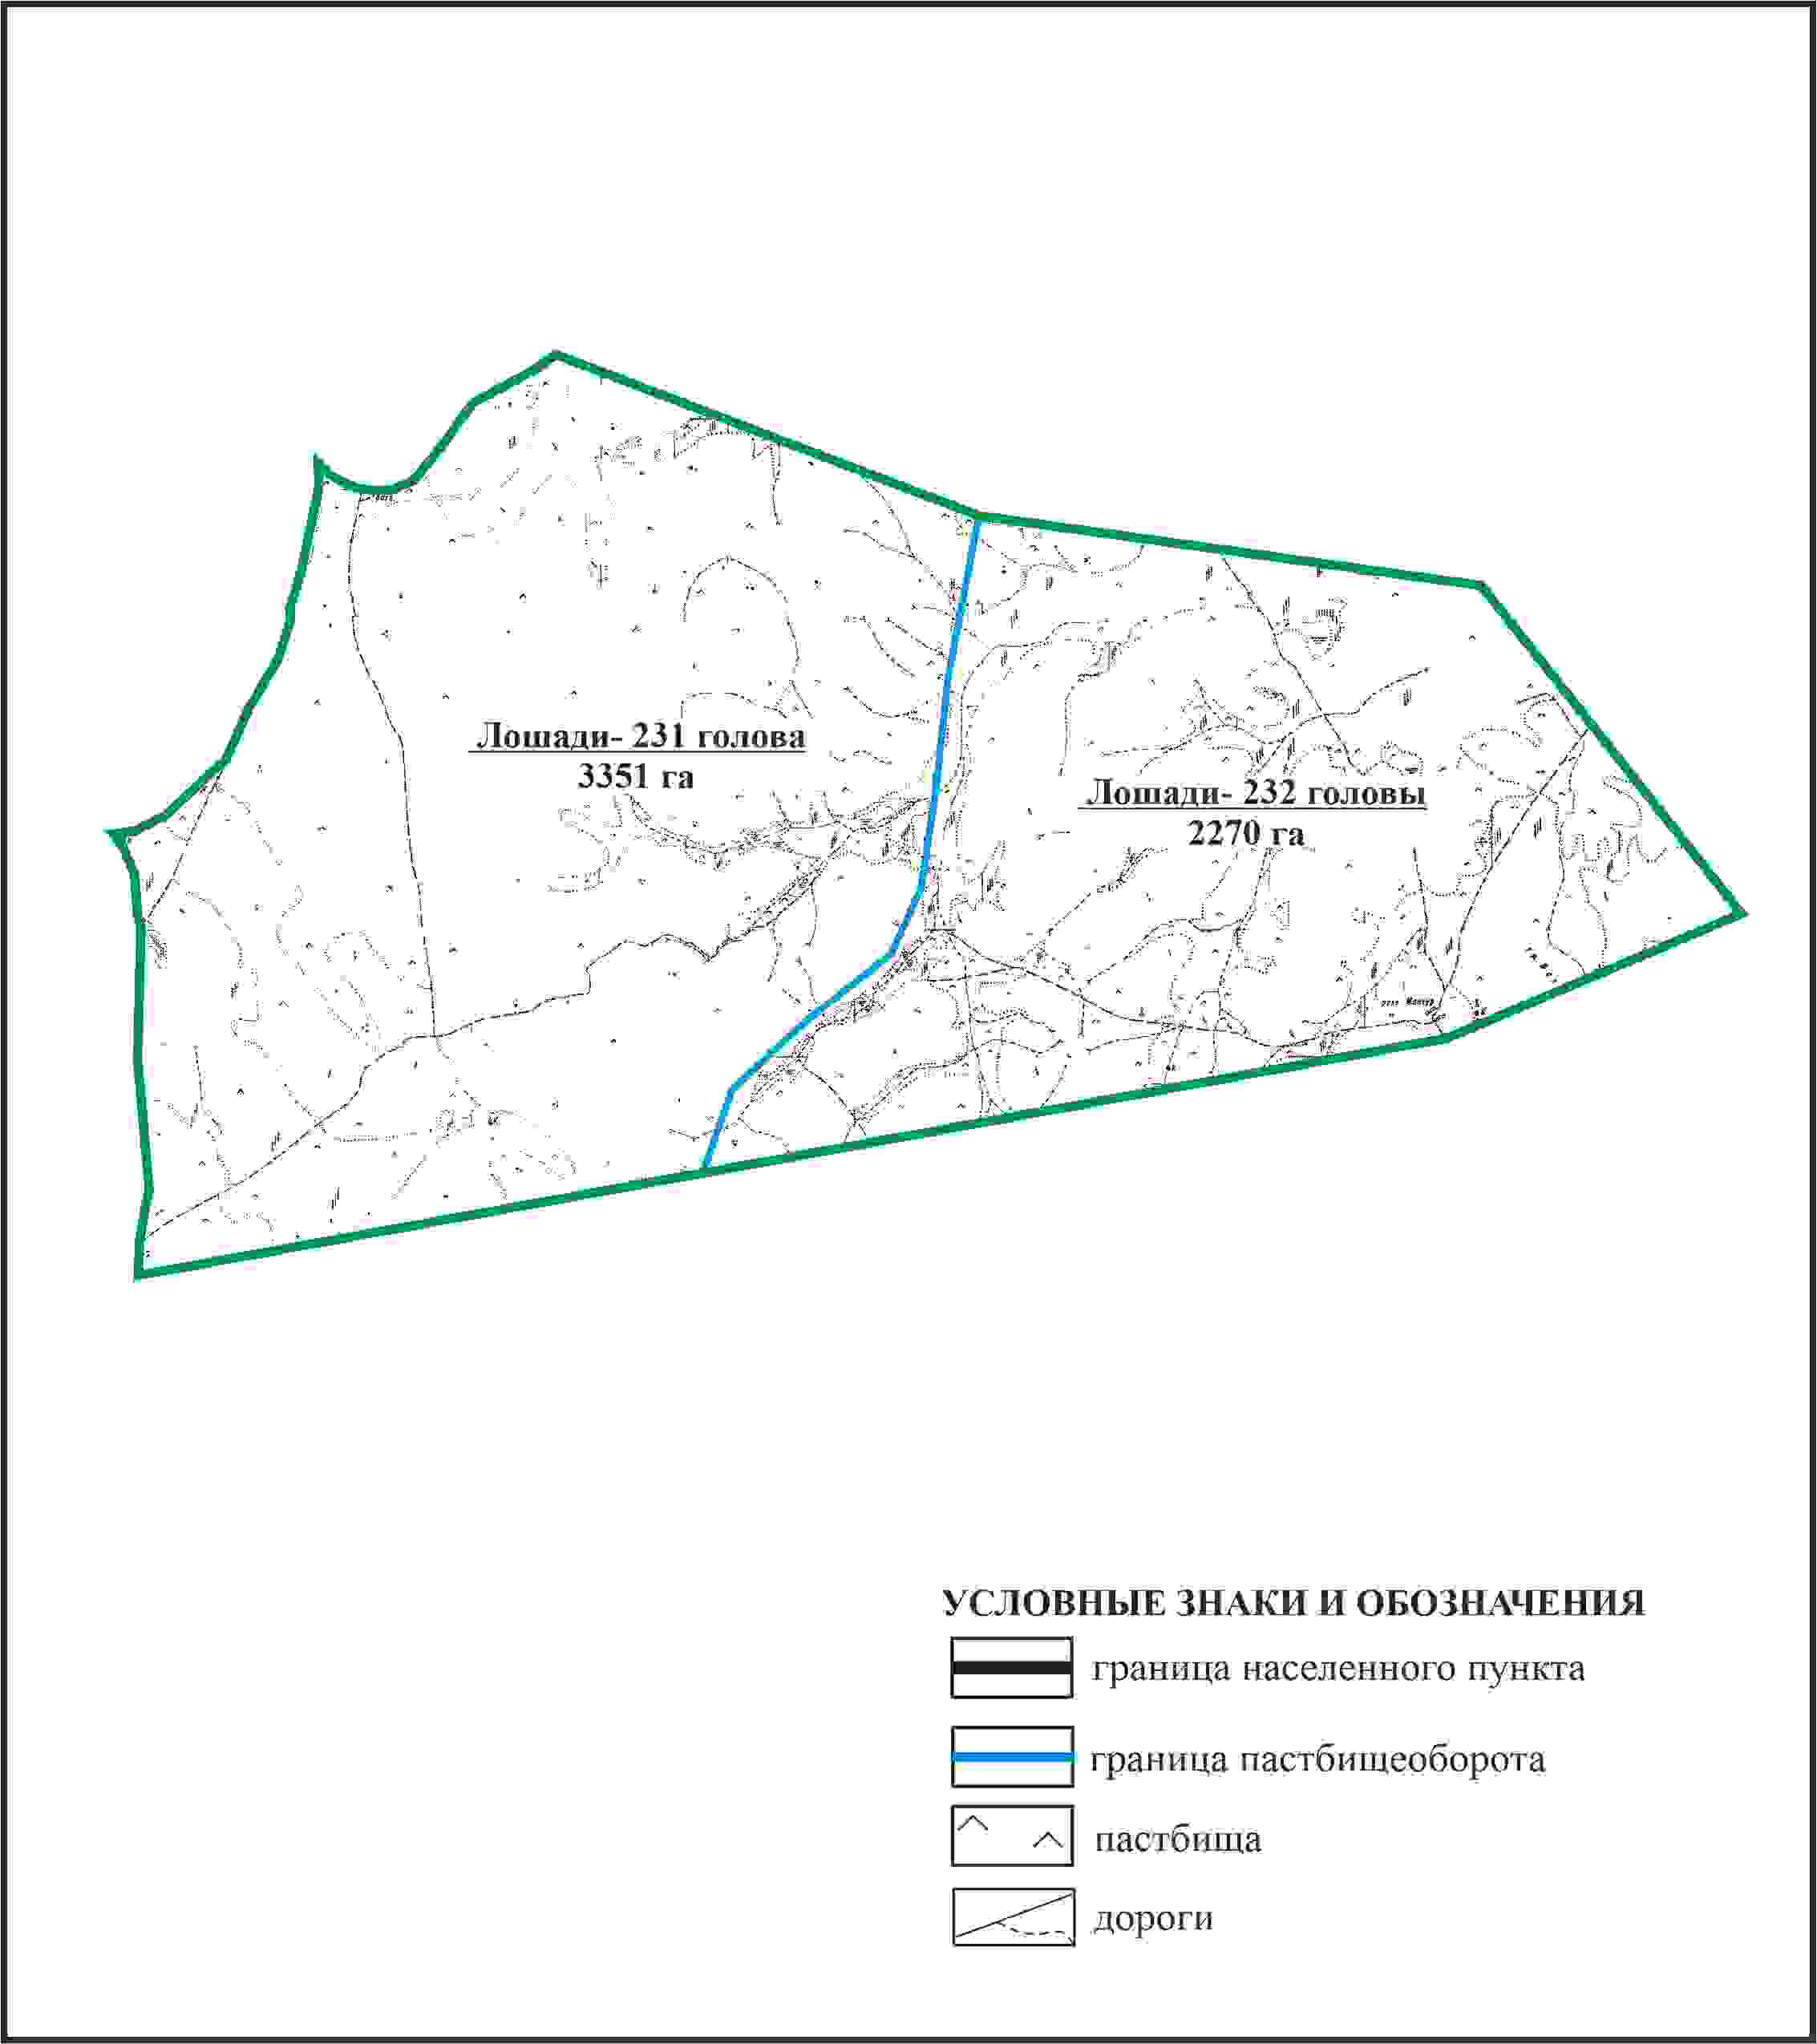 Лошади- 231 голова
3351 га
Лошади- 232 головы
2270 га
УСЛОВНЫЕ ЗНАКИ И ОБОЗНАЧЕНИЯ
граница населенного пункта
граница пастбищеоборота
пастбища
дороги